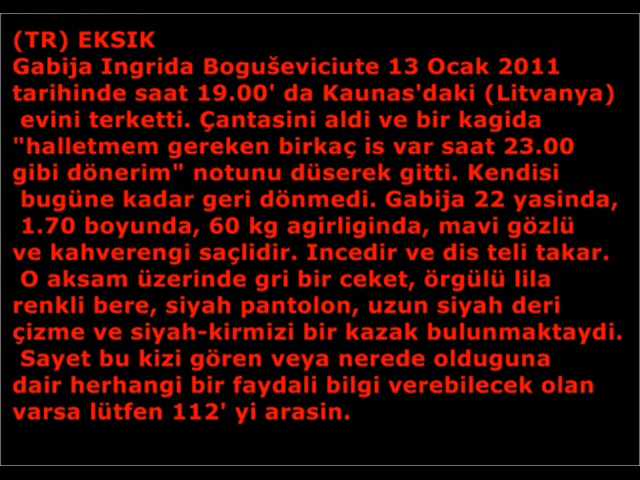 (TR) EKSIK
Gabija Ingrida Boguševiciute 13 Ocak 2011
tarihinde saat 19.00' da Kaunas'daki (Litvanya)
evini terketti. Çantasini aldi ve bir kagida
"halletmem gereken birkaç is var saat 23.00
gibi dönerim" notunu düserek gitti. Kendisi
bugüne kadar geri dönmedi. Gabija 22 yasinda,
1.70 boyunda, 60 kg agirliginda, mavi gözlü
ve kahverengi saçlidir. Incedir ve dis teli takar.
O aksam üzerinde gri bir ceket, örgülü lila
renkli bere, siyah pantolon, uzun siyah deri
çizme ve siyah-kirmizi bir kazak bulunmaktaydi.
Sayet bu kizi gören veya nerede olduguna
dair herhangi bir faydali bilgi verebilecek olan
varsa lütfen 112' yi arasin.